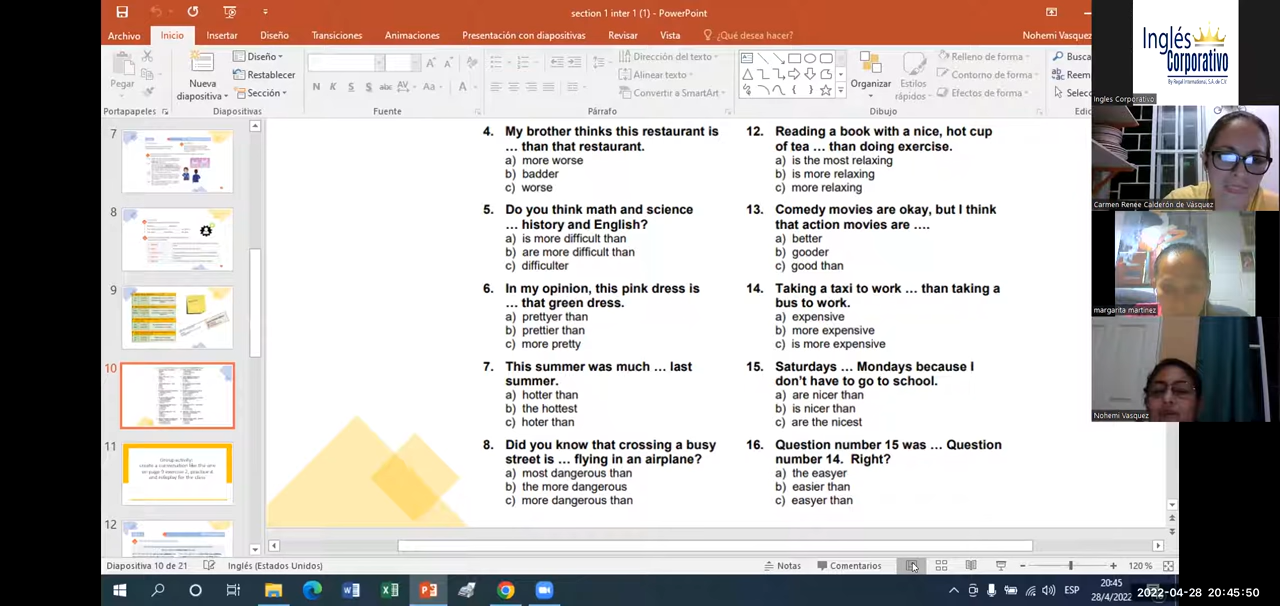 section 1 inter 1 (1) - PowerPoint
Archivo Inicio Insertar Diseño Transiciones Animaciones Presentación con diapositivas Revisar Vista ¿Qué desea hacer? Nohemi Vasquez
Pegar
Nueva diapositiva
Diseño
Restablecer
Sección
Dirección del texto
Alinear texto
Convertir a SmartArt
Organizar
Estilos rápidos
Relleno de forma
Contorno de forma
Efectos de forma
Portapapeles Diapositivas Fuente Párrafo Dibujo
Inglés
Corporativo
Ingles Corporativo
Carmen Renee Calderón de Vásquez
margarita martinez
Nohemi Vasquez
7
8
9
10
11
12
4. My brother thinks this restaurant is
… than that restaurant.
a) more worse
b) badder
c) worse
5. Do you think math and science
… history and English?
a) is more difficult than
b) are more difficult than
c) difficulter
6. In my opinion, this pink dress is
… that green dress.
a) prettyer than
b) prettier than
c) more pretty
7. This summer was much … last
summer.
a) hotter than
b) the hottest
c) hoter than
8. Did you know that crossing a busy
street is … flying in an airplane?
a) most dangerous than
b) the more dangerous
c) more dangerous than
12. Reading a book with a nice, hot cup
of tea … than doing exercise.
a) is the most relaxing
b) is more relaxing
c) more relaxing
13. Comedy movies are okay, but I think
that action movies are ….
a) better
b) gooder
c) good than
14. Taking a taxi to work … than taking a
bus to work.
a) expensive
b) more expensive
c) is more expensive
15. Saturdays … Mondays because I
don't have to go to school.
a) are nicer than
b) is nicer than
c) are the nicest
16. Question number 15 was … Question
number 14. Right?
a) the easyer
b) easier than
c) easyer than
Diapositiva 10 de 21 Inglés (Estados Unidos) Notas Comentarios 120 %
ESP
20:45
28/4/2022
2022-04-28 20:45:50